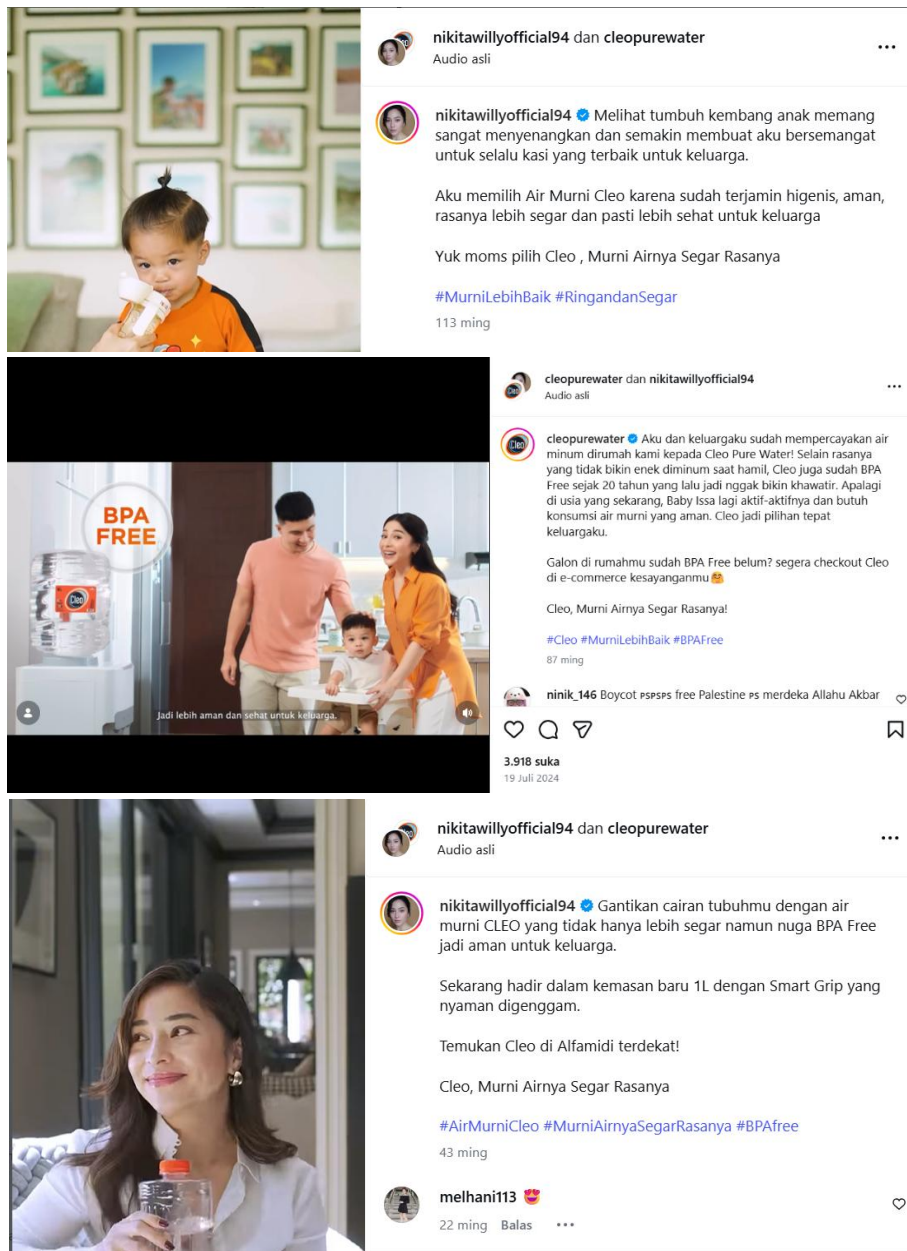 nikitawillyofficial94 dan cleopurewater
Audio asli
nikitawillyofficial94 Melihat tumbuh kembang anak memang
sangat menyenangkan dan semakin membuat aku bersemangat
untuk selalu kasi yang terbaik untuk keluarga.
Aku memilih Air Murni Cleo karena sudah terjamin higenis, aman,
rasanya lebih segar dan pasti lebih sehat untuk keluarga
Yuk moms pilih Cleo , Murni Airnya Segar Rasanya
#MurniLebihBaik #RingandanSegar
113 ming
BPA
FREE
Cleo
Jadi lebih aman dan sehat untuk keluarga.
cleopurewater dan nikitawillyofficial94
Audio asli
Cleo
cleopurewater Aku dan keluargaku sudah mempercayakan air
minum dirumah kami kepada Cleo Pure Water! Selain rasanya
yang tidak bikin enek diminum saat hamil, Cleo juga sudah BPA
Free sejak 20 tahun yang lalu jadi nggak bikin khawatir. Apalagi
di usia yang sekarang, Baby Issa lagi aktif-aktifnya dan butuh
konsumsi air murni yang aman. Cleo jadi pilihan tepat
keluargaku.
Galon di rumahmu sudah BPA Free belum? segera checkout Cleo
di e-commerce kesayanganmu🤗
Cleo, Murni Airnya Segar Rasanya!
#Cleo #MurniLebihBaik #BPAFree
87 ming
ninik_146 Boycot ᴘsᴘsᴘs free Palestine ᴘs merdeka Allahu Akbar
3.918 suka
19 Juli 2024
nikitawillyofficial94 dan cleopurewater
Audio asli
nikitawillyofficial94 Gantikan cairan tubuhmu dengan air
murni CLEO yang tidak hanya lebih segar namun nuga BPA Free
jadi aman untuk keluarga.
Sekarang hadir dalam kemasan baru 1L dengan Smart Grip yang
nyaman digenggam.
Temukan Cleo di Alfamidi terdekat!
Cleo, Murni Airnya Segar Rasanya
#AirMurniCleo #MurniAirnyaSegarRasanya #BPAfree
43 ming
melhani113 😍
22 ming Balas